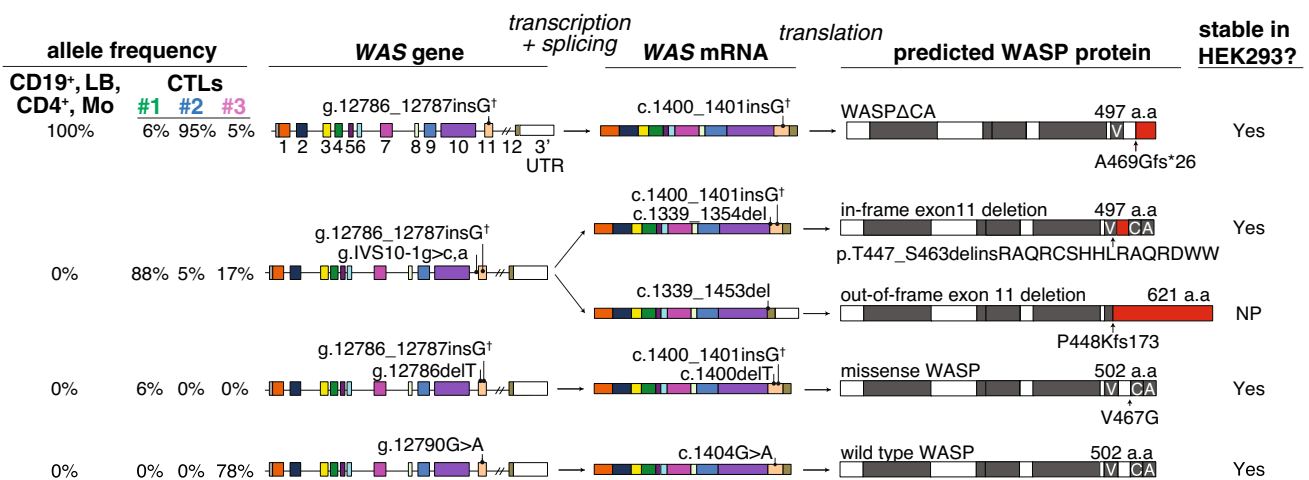 allele frequency
WAS gene
transcription
+ splicing
WAS mRNA
translation
predicted WASP protein
stable in
HEK293?
CD19⁺, LB,
CD4⁺, Mo
CTLs
#1 #2 #3
100% 6% 95% 5%
g.12786_12787insG†
1 2 3 4 5 6 7 8 9 10 11 12 3’
UTR
c.1400_1401insG†
WASPΔCA 497 a.a
V
A469Gfs*26
Yes
0% 88% 5% 17%
g.12786_12787insG†
g.IVS10-1g>c,a
c.1400_1401insG†
c.1339_1354del
in-frame exon11 deletion 497 a.a
V C A
p.T447_S463delinsRAQRCSHHLRAQRDWW
Yes
c.1339_1453del
out-of-frame exon 11 deletion 621 a.a
P448Kfs173
NP
0% 6% 0% 0%
g.12786_12787insG†
g.12786delT
c.1400_1401insG†
c.1400delT
missense WASP 502 a.a
V C A
V467G
Yes
0% 0% 0% 78%
g.12790G>A
c.1404G>A
wild type WASP 502 a.a
V C A
Yes